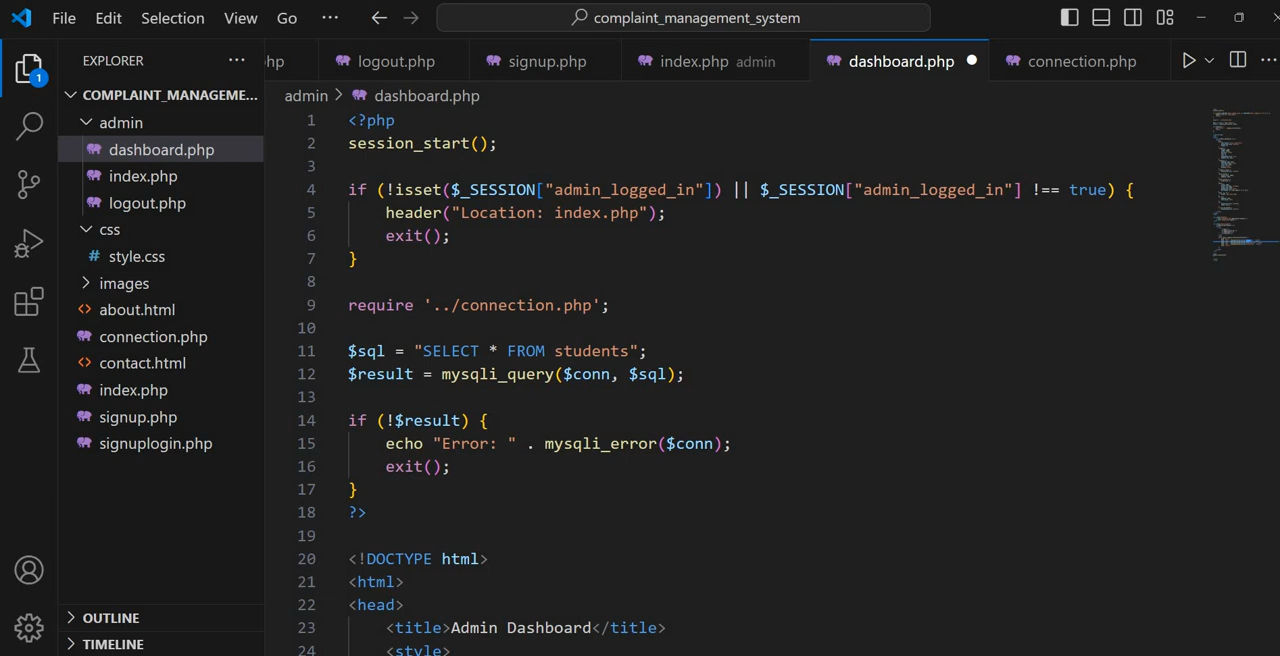 File Edit Selection View Go ··· complaint_management_system
EXPLORER ··· hp logout.php signup.php index.php admin dashboard.php connection.php ···
COMPLAINT_MANAGEME...
admin
dashboard.php
index.php
logout.php
css
# style.css
images
<> about.html
connection.php
<> contact.html
index.php
signup.php
signuplogin.php
OUTLINE
TIMELINE
1
admin > dashboard.php
1 <?php
2 session_start();
3
4 if (!isset($_SESSION["admin_logged_in"]) || $_SESSION["admin_logged_in"] !== true) {
5 header("Location: index.php");
6 exit();
7 }
8
9 require '../connection.php';
10
11 $sql = "SELECT * FROM students";
12 $result = mysqli_query($conn, $sql);
13
14 if (!$result) {
15 echo "Error: " . mysqli_error($conn);
16 exit();
17 }
18 ?>
19
20 <!DOCTYPE html>
21 <html>
22 <head>
23 <title>Admin Dashboard</title>
24 <style>